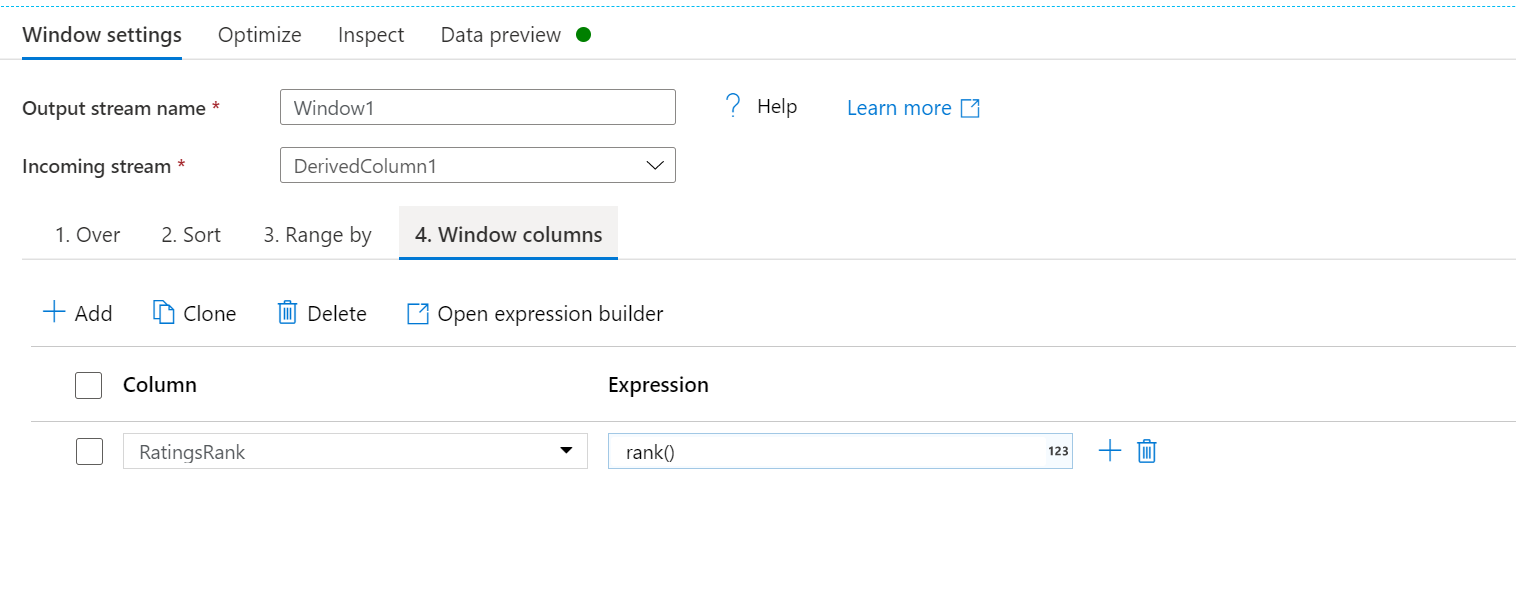 Window settings Optimize Inspect Data preview
Output stream name * Window1 ? Help Learn more
Incoming stream * DerivedColumn1
1. Over 2. Sort 3. Range by 4. Window columns
Add Clone Delete Open expression builder
Column Expression
RatingsRank rank() 123